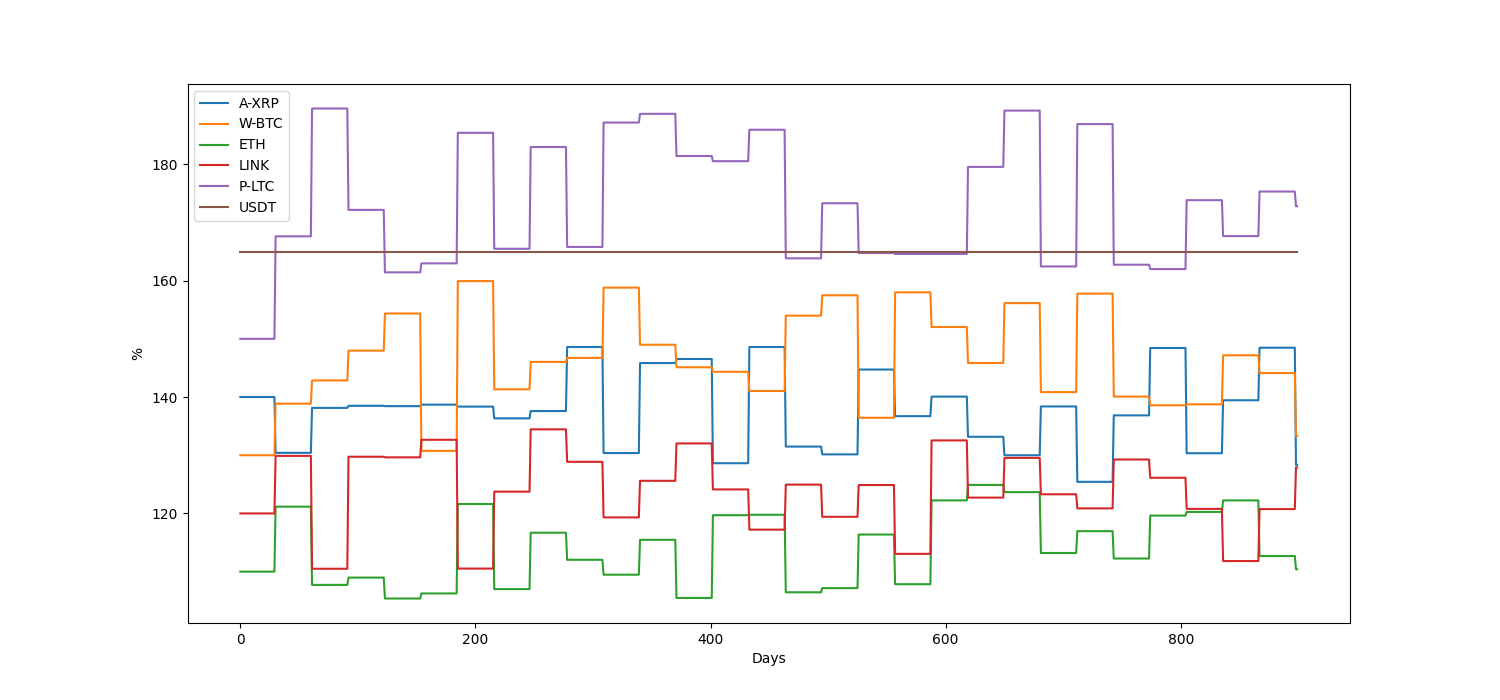 A-XRP
W-BTC
ETH
LINK
P-LTC
USDT
%
180
160
140
120
0 200 400 600 800
Days